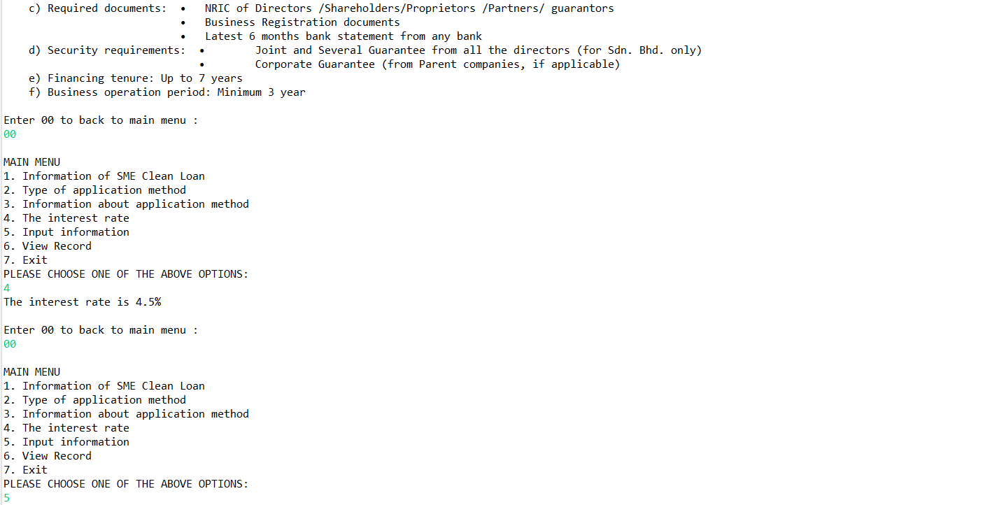 c) Required documents: • NRIC of Directors /Shareholders/Proprietors /Partners/ guarantors
• Business Registration documents
• Latest 6 months bank statement from any bank
d) Security requirements: • Joint and Several Guarantee from all the directors (for Sdn. Bhd. only)
• Corporate Guarantee (from Parent companies, if applicable)
e) Financing tenure: Up to 7 years
f) Business operation period: Minimum 3 year
Enter 00 to back to main menu :
00
MAIN MENU
1. Information of SME Clean Loan
2. Type of application method
3. Information about application method
4. The interest rate
5. Input information
6. View Record
7. Exit
PLEASE CHOOSE ONE OF THE ABOVE OPTIONS:
4
The interest rate is 4.5%
Enter 00 to back to main menu :
00
MAIN MENU
1. Information of SME Clean Loan
2. Type of application method
3. Information about application method
4. The interest rate
5. Input information
6. View Record
7. Exit
PLEASE CHOOSE ONE OF THE ABOVE OPTIONS:
5